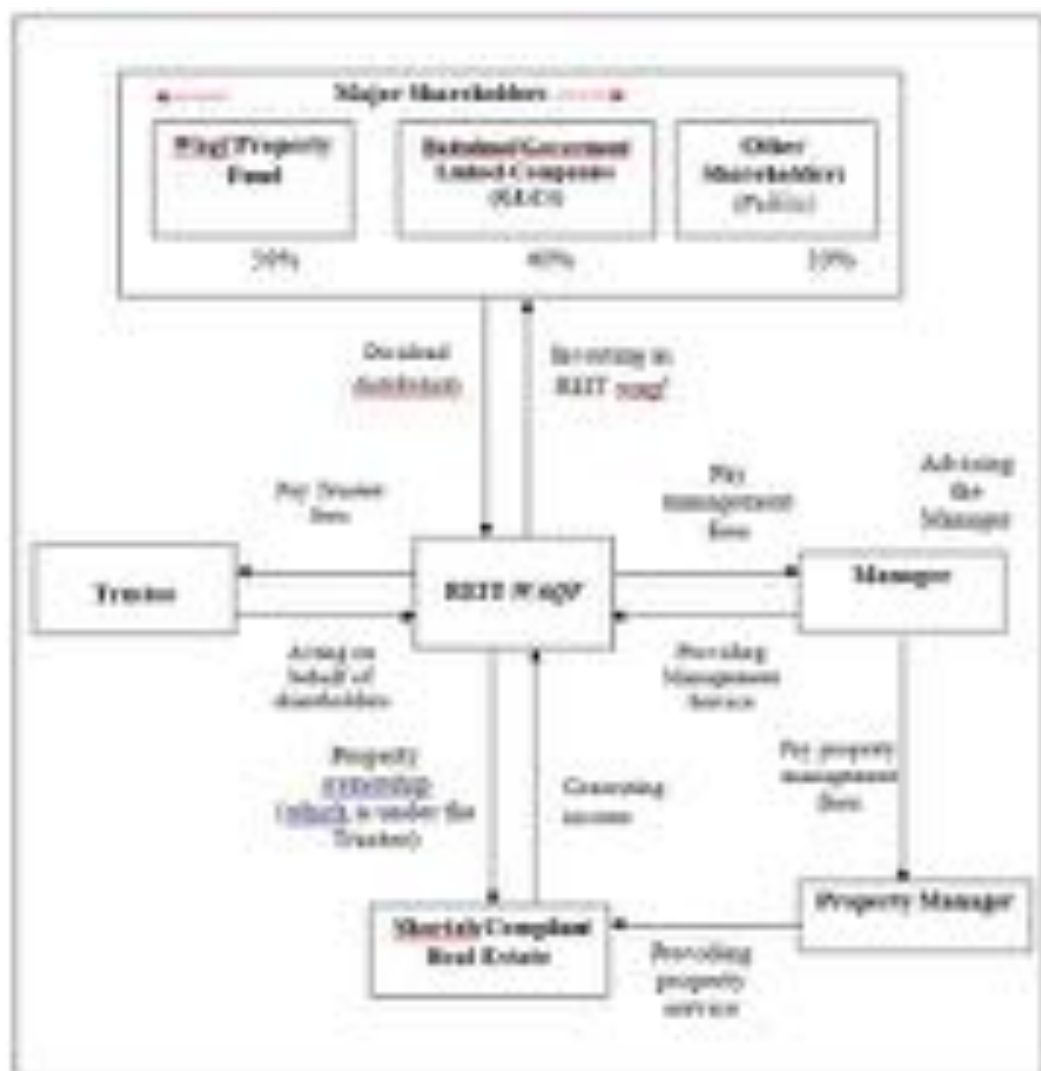 Major Shareholders
Waqf Property
Fund
Government
Linked Companies
(GLCs)
Other
Shareholders
(Public)
40%
10%
Dividend
distribution
Investing in
REIT waqf
Pay Trustee
fees
Pay
management
fees
Advising
the
Manager
Trustee
REIT WAQF
Manager
Acting on
behalf of
shareholders
Providing
Management
Service
Property
ownership
(which is under the
Trustee)
Generating
income
Pay property
management
fees
Shariah Compliant
Real Estate
Property Manager
Providing
property
service